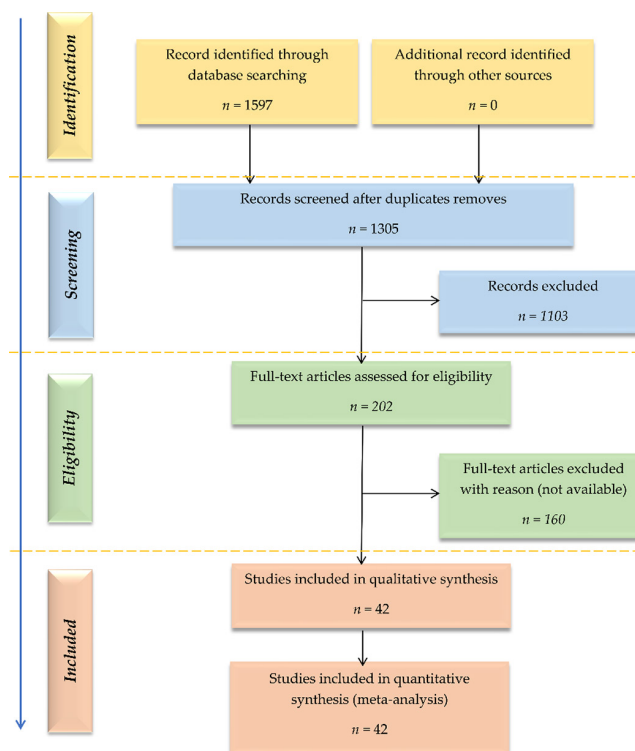 Identification
Record identified through
database searching
n = 1597
Additional record identified
through other sources
n = 0
Screening
Records screened after duplicates removes
n = 1305
Records excluded
n = 1103
Eligibility
Full-text articles assessed for eligibility
n = 202
Full-text articles excluded
with reason (not available)
n = 160
Included
Studies included in qualitative synthesis
n = 42
Studies included in quantitative
synthesis (meta-analysis)
n = 42